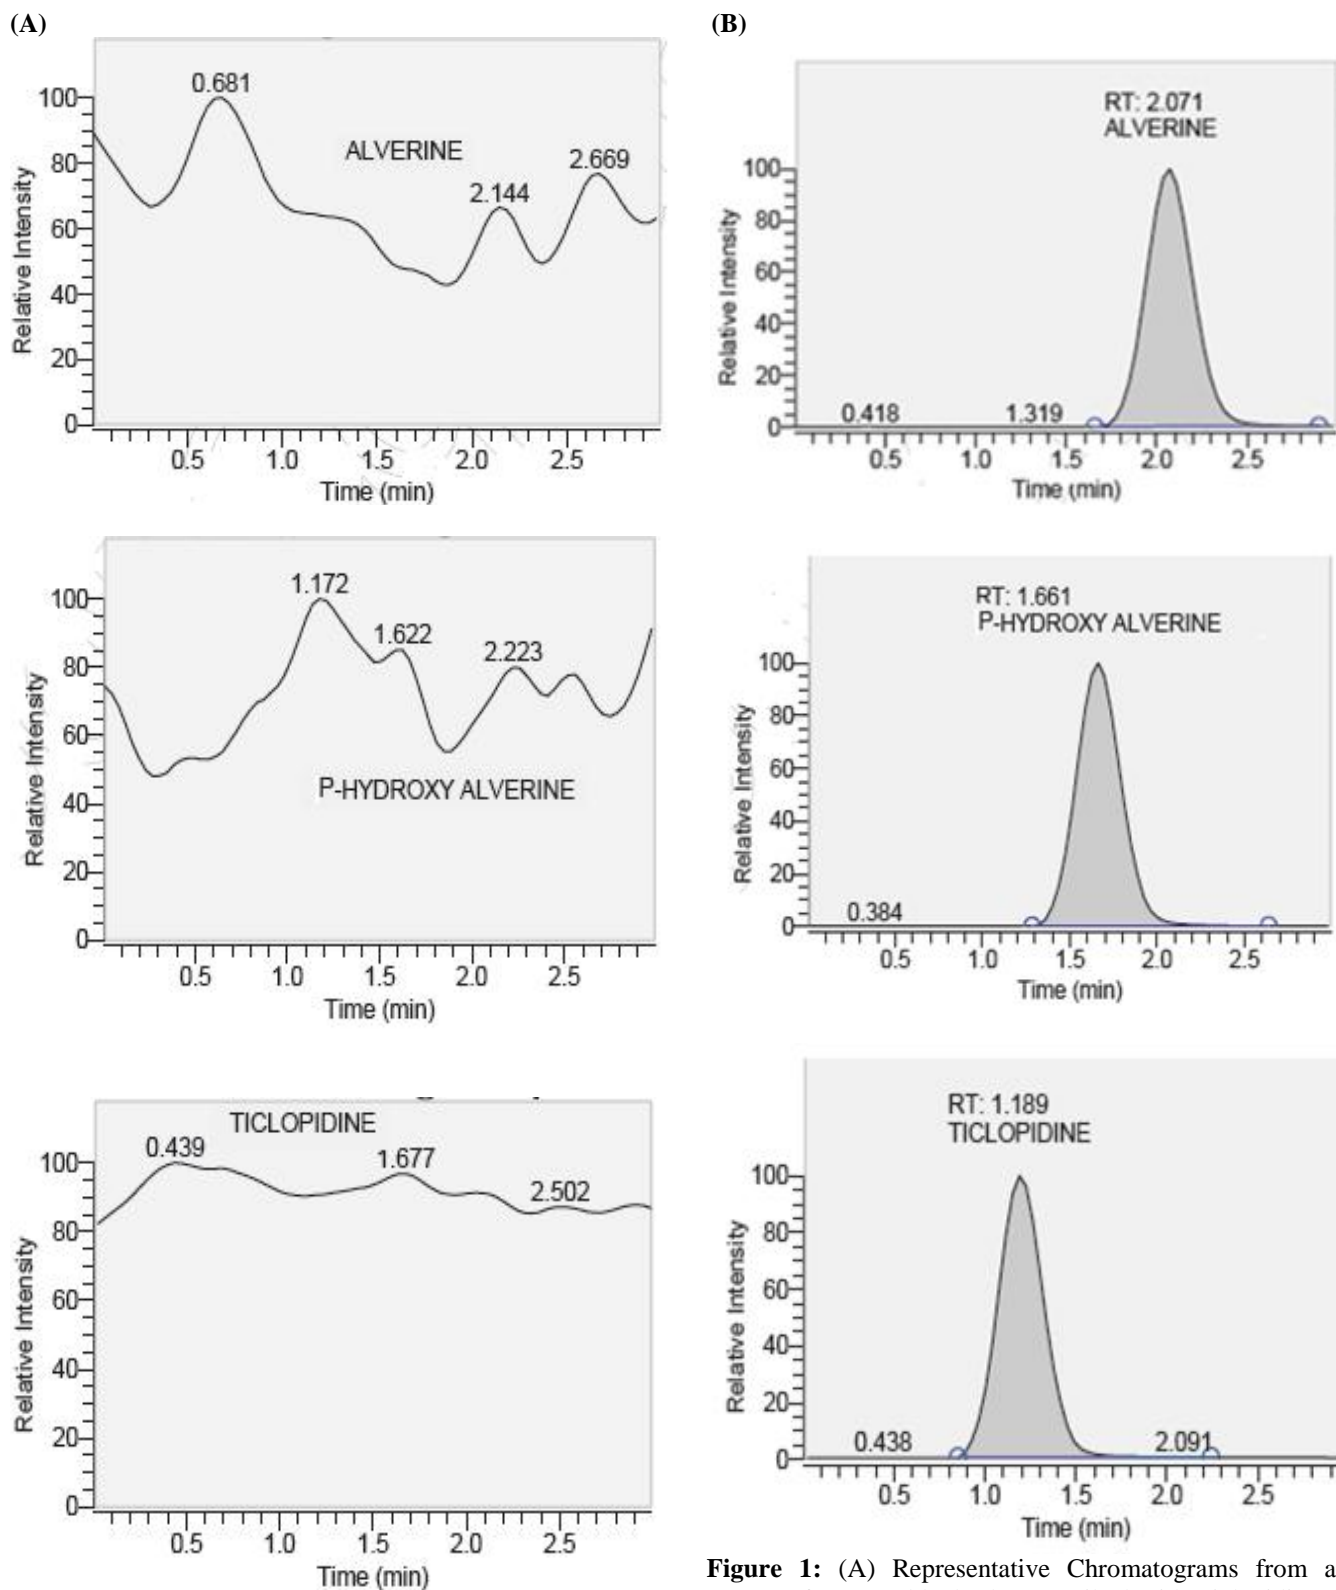 (A)
0.681
ALVERINE
2.144
2.669
100
80
60
40
20
0
Relative Intensity
0.5 1.0 1.5 2.0 2.5
Time (min)
1.172
1.622
2.223
P-HYDROXY ALVERINE
100
80
60
40
20
0
Relative Intensity
0.5 1.0 1.5 2.0 2.5
Time (min)
TICLOPIDINE
0.439
1.677
2.502
100
80
60
40
20
0
Relative Intensity
0.5 1.0 1.5 2.0 2.5
Time (min)
(B)
RT: 2.071
ALVERINE
100
80
60
40
20
0
Relative Intensity
0.418 1.319
0.5 1.0 1.5 2.0 2.5
Time (min)
RT: 1.661
P-HYDROXY ALVERINE
100
80
60
40
20
0
Relative Intensity
0.384
0.5 1.0 1.5 2.0 2.5
Time (min)
RT: 1.189
TICLOPIDINE
100
80
60
40
20
0
Relative Intensity
0.438 2.091
0.5 1.0 1.5 2.0 2.5
Time (min)
Figure 1: (A) Representative Chromatograms from a